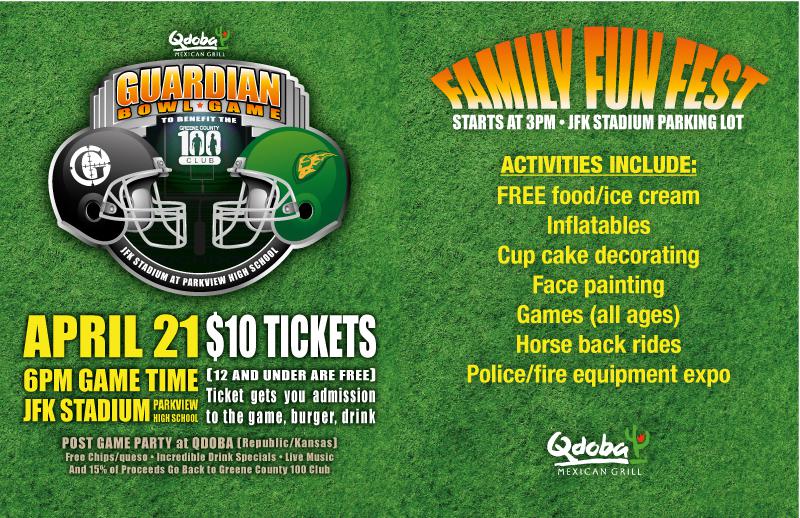 Qdoba
MEXICAN GRILL
GUARDIAN
BOWL★GAME
TO BENEFIT THE
GREENE COUNTY
100
CLUB
G
JFK STADIUM AT PARKVIEW HIGH SCHOOL
APRIL 21 $10 TICKETS
6PM GAME TIME
JFK STADIUM PARKVIEW
HIGH SCHOOL
(12 AND UNDER ARE FREE)
Ticket gets you admission
to the game, burger, drink
POST GAME PARTY at QDOBA (Republic/Kansas)
Free Chips/queso • Incredible Drink Specials • Live Music
And 15% of Proceeds Go Back to Greene County 100 Club
FAMILY FUN FEST
STARTS AT 3PM • JFK STADIUM PARKING LOT
ACTIVITIES INCLUDE:
FREE food/ice cream
Inflatables
Cup cake decorating
Face painting
Games (all ages)
Horse back rides
Police/fire equipment expo
Qdoba
MEXICAN GRILL